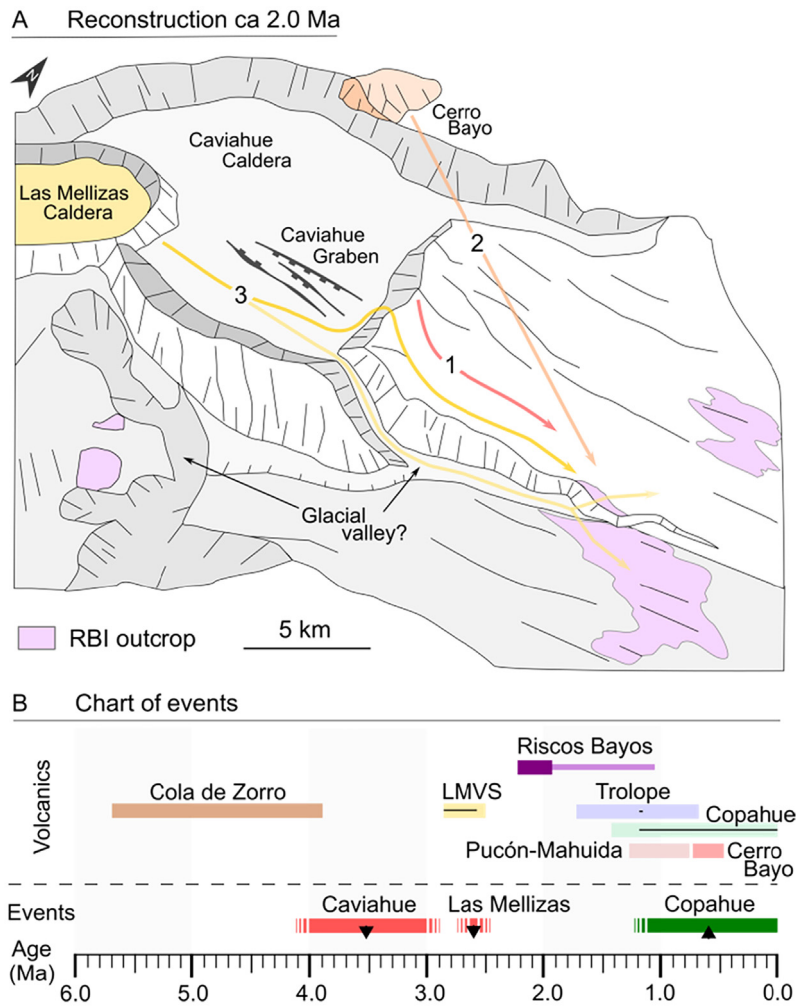 A Reconstruction ca 2.0 Ma
N
Cerro
Bayo
Caviahue
Caldera
Las Mellizas
Caldera
Caviahue
Graben
2
3
1
Glacial
valley?
RBI outcrop
5 km
B Chart of events
Volcanics
Riscos Bayos
Cola de Zorro
LMVS
Trolope
Copahue
Pucón-Mahuida
Cerro
Bayo
Events
Caviahue
Las Mellizas
Copahue
Age
(Ma)
6.0 5.0 4.0 3.0 2.0 1.0 0.0